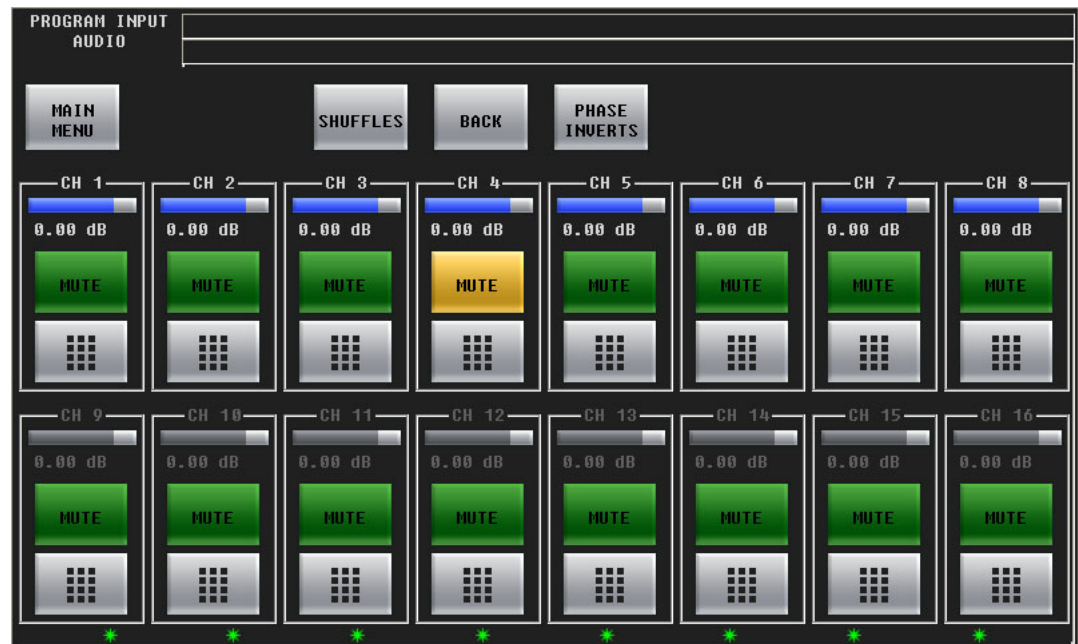 PROGRAM INPUT
AUDIO
MAIN
MENU
SHUFFLES
BACK
PHASE
INVERTS
CH 1 CH 2 CH 3 CH 4 CH 5 CH 6 CH 7 CH 8
0.00 dB 0.00 dB 0.00 dB 0.00 dB 0.00 dB 0.00 dB 0.00 dB 0.00 dB
MUTE MUTE MUTE MUTE MUTE MUTE MUTE MUTE
CH 9 CH 10 CH 11 CH 12 CH 13 CH 14 CH 15 CH 16
0.00 dB 0.00 dB 0.00 dB 0.00 dB 0.00 dB 0.00 dB 0.00 dB 0.00 dB
MUTE MUTE MUTE MUTE MUTE MUTE MUTE MUTE